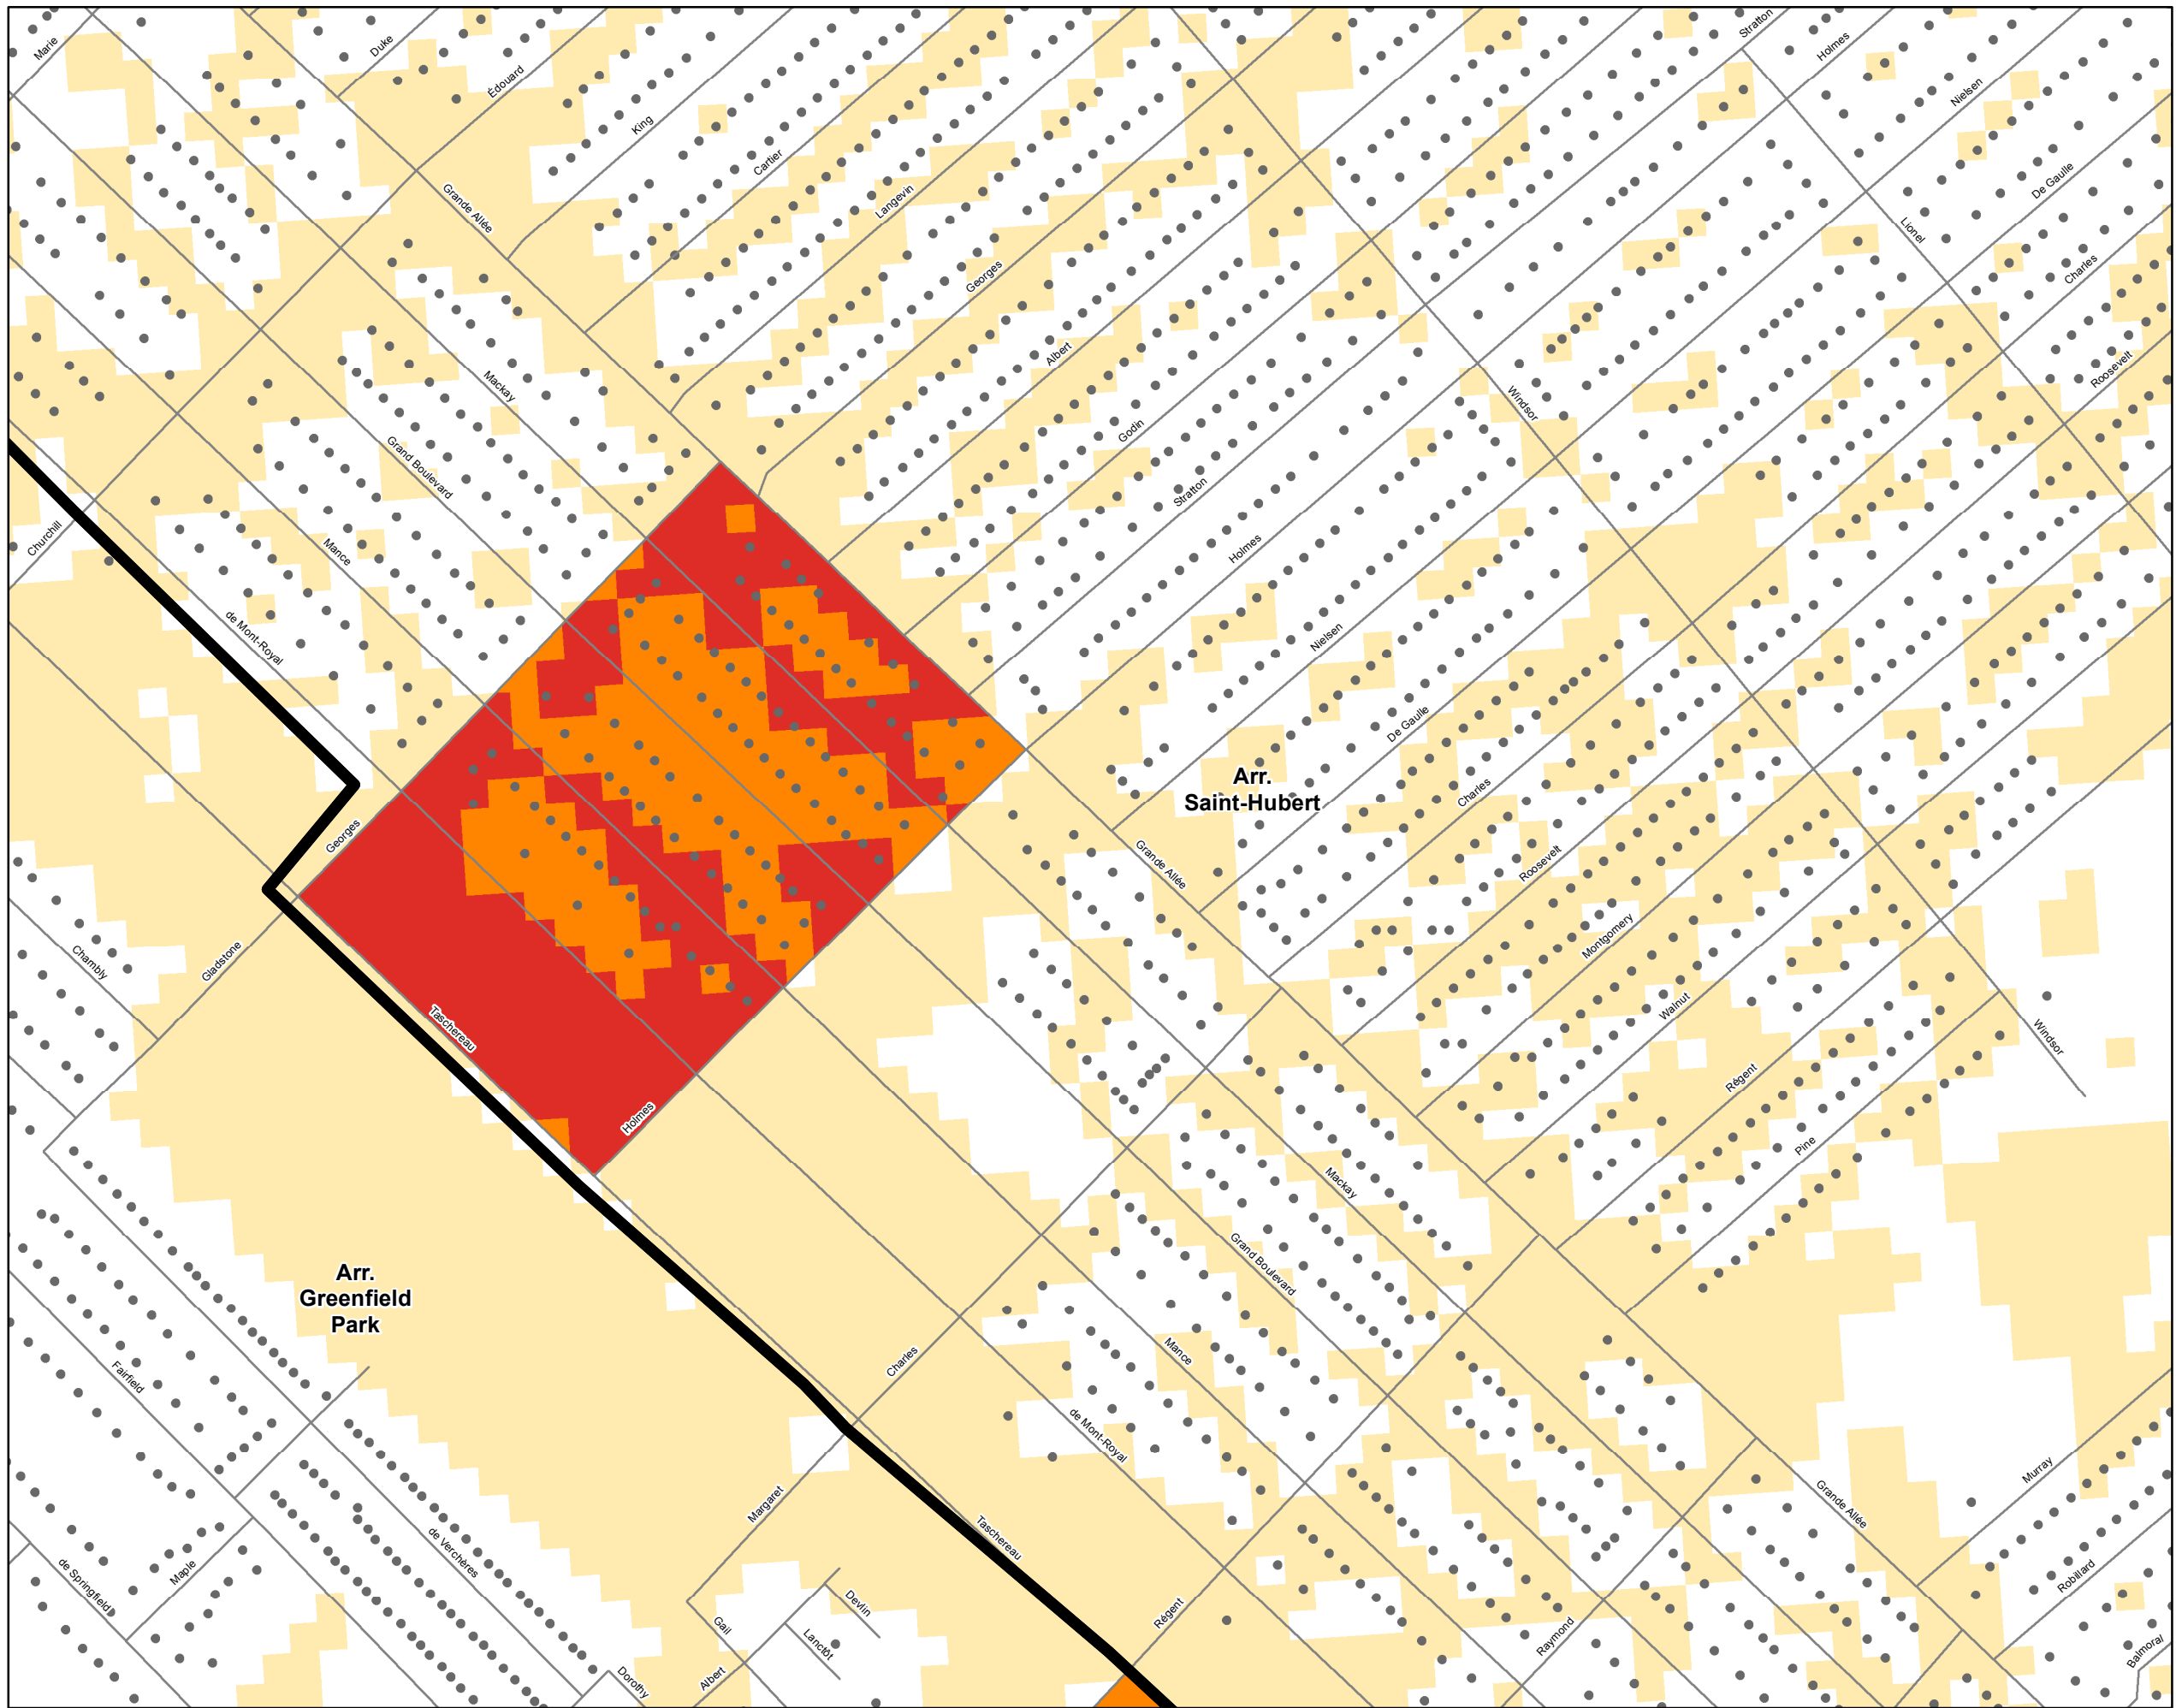 Marie
Duke
Édouard
King
Cartier
Langevin
Georges
Albert
Godin
Stratton
Holmes
Nielsen
De Gaulle
Charles
Roosevelt
Stratton
Holmes
Nielsen
De Gaulle
Charles
Roosevelt
Lionel
Windsor
Grande Allée
Mackay
Grand Boulevard
Mance
de Mont-Royal
Churchill
Georges
Gladstone
Chambly
Taschereau
Holmes
Arr.
Saint-Hubert
Grande Allée
Montgomery
Walnut
Régent
Pine
Windsor
Mackay
Grand Boulevard
Mance
de Mont-Royal
Charles
Arr.
Greenfield
Park
Fairfield
Maple
de Springfield
de Verchères
Margaret
Taschereau
Devlin
Lanctôt
Gail
Albert
Dorothy
Régent
Raymond
Grande Allée
Murray
Robillard
Balmoral